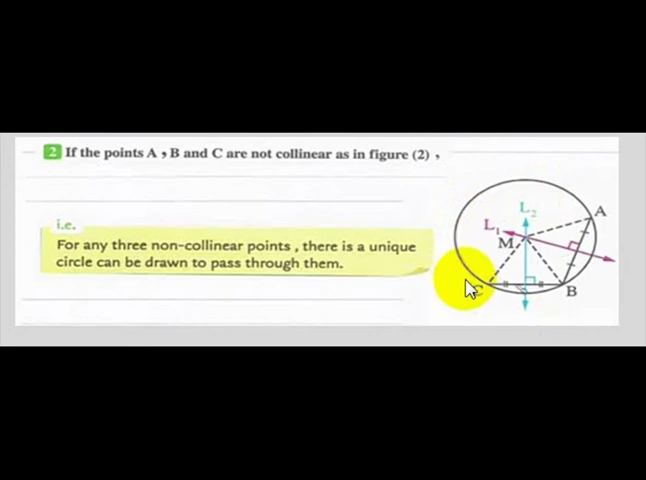 2 If the points A , B and C are not collinear as in figure (2) ,
i.e.
For any three non-collinear points , there is a unique
circle can be drawn to pass through them.
L₂
A
L₁
M
C
B